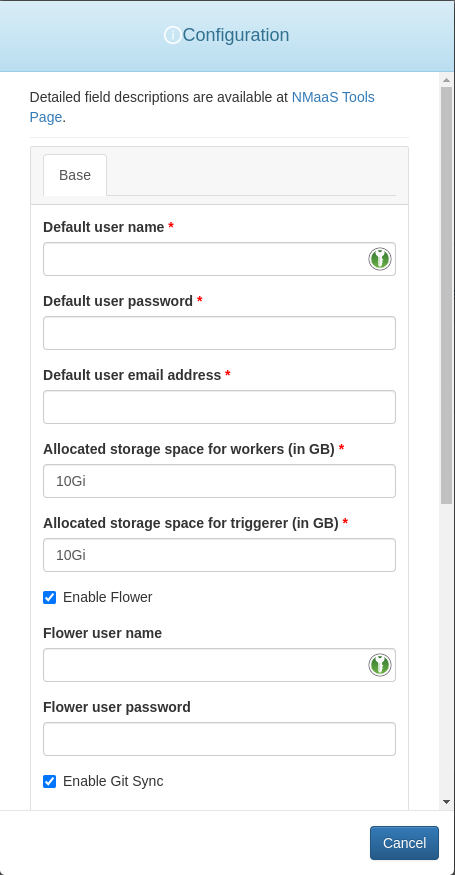 Configuration
Detailed field descriptions are available at NMaaS Tools
Page.
Base
Default user name *
Default user password *
Default user email address *
Allocated storage space for workers (in GB) *
10Gi
Allocated storage space for triggerer (in GB) *
10Gi
Enable Flower
Flower user name
Flower user password
Enable Git Sync
Cancel